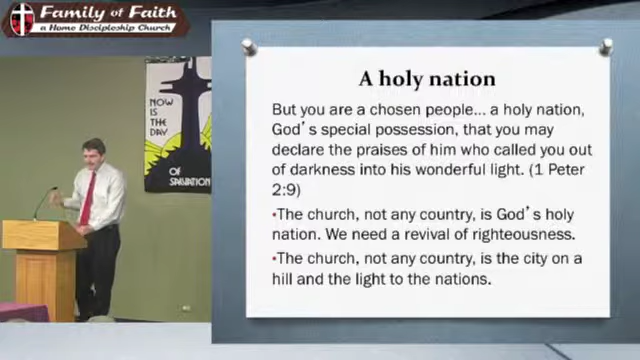 Family of Faith
a Home Discipleship Church
NOW
IS
THE
DAY
OF
SALVATION
A holy nation
But you are a chosen people... a holy nation,
God's special possession, that you may
declare the praises of him who called you out
of darkness into his wonderful light. (1 Peter
2:9)
•The church, not any country, is God's holy
nation. We need a revival of righteousness.
•The church, not any country, is the city on a
hill and the light to the nations.